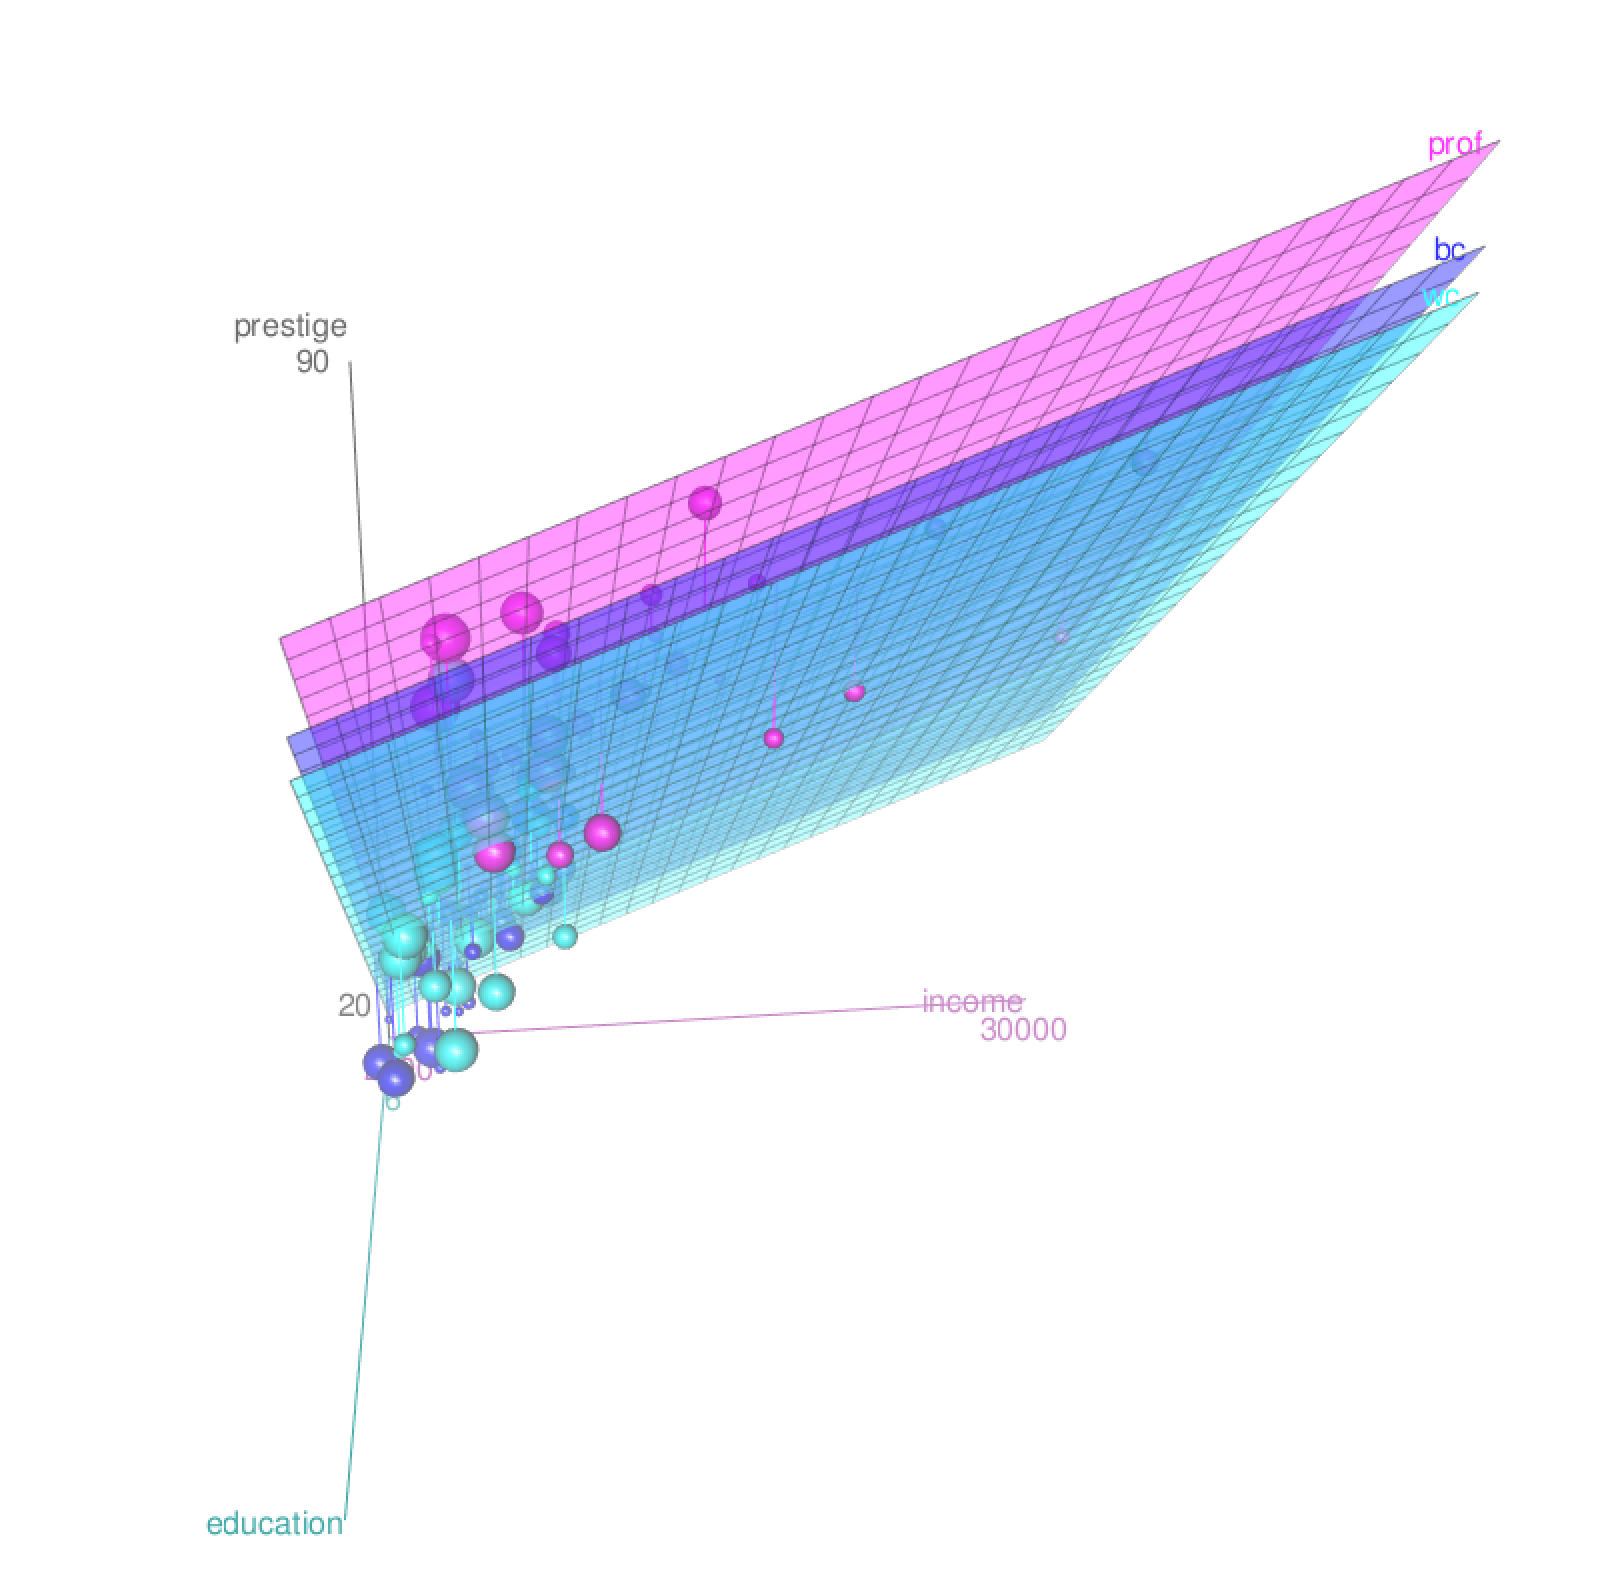 prof
bc
wc
prestige
90
20
income
30000
education